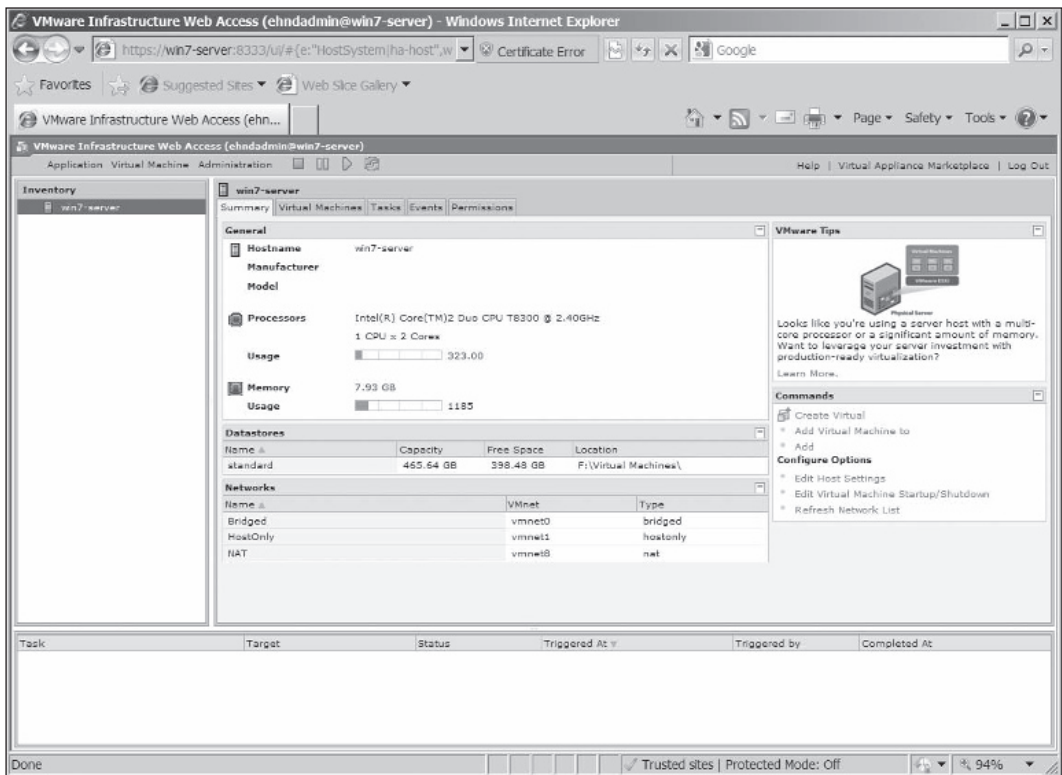 VMware Infrastructure Web Access (ehndadmin@win7-server) - Windows Internet Explorer
https://win7-server:8333/ui/#{e:"HostSystem|ha-host",w
Certificate Error
Google
Favorites Suggested Sites Web Slice Gallery
VMware Infrastructure Web Access (ehn...
Page Safety Tools
VMware Infrastructure Web Access (ehndadmin@win7-server)
Application Virtual Machine Administration
Help | Virtual Appliance Marketplace | Log Out
Inventory
win7-server
win7-server
Summary Virtual Machines Tasks Events Permissions
General
Hostname win7-server
Manufacturer
Model
Processors Intel(R) Core(TM)2 Duo CPU T8300 @ 2.40GHz
1 CPU x 2 Cores
Usage 323.00
Memory 7.93 GB
Usage 1185
Datastores
Name Capacity Free Space Location
standard 465.64 GB 398.48 GB F:\Virtual Machines\
Networks
Name VMnet Type
Bridged vmnet0 bridged
HostOnly vmnet1 hostonly
NAT vmnet8 nat
VMware Tips
Physical Server
Looks like you're using a server host with a multi-
core processor or a significant amount of memory.
Want to leverage your server investment with
production-ready virtualization?
Learn More.
Commands
Create Virtual
Add Virtual Machine to
Add
Configure Options
Edit Host Settings
Edit Virtual Machine Startup/Shutdown
Refresh Network List
Task Target Status Triggered At Triggered by Completed At
Done
Trusted sites | Protected Mode: Off
94%